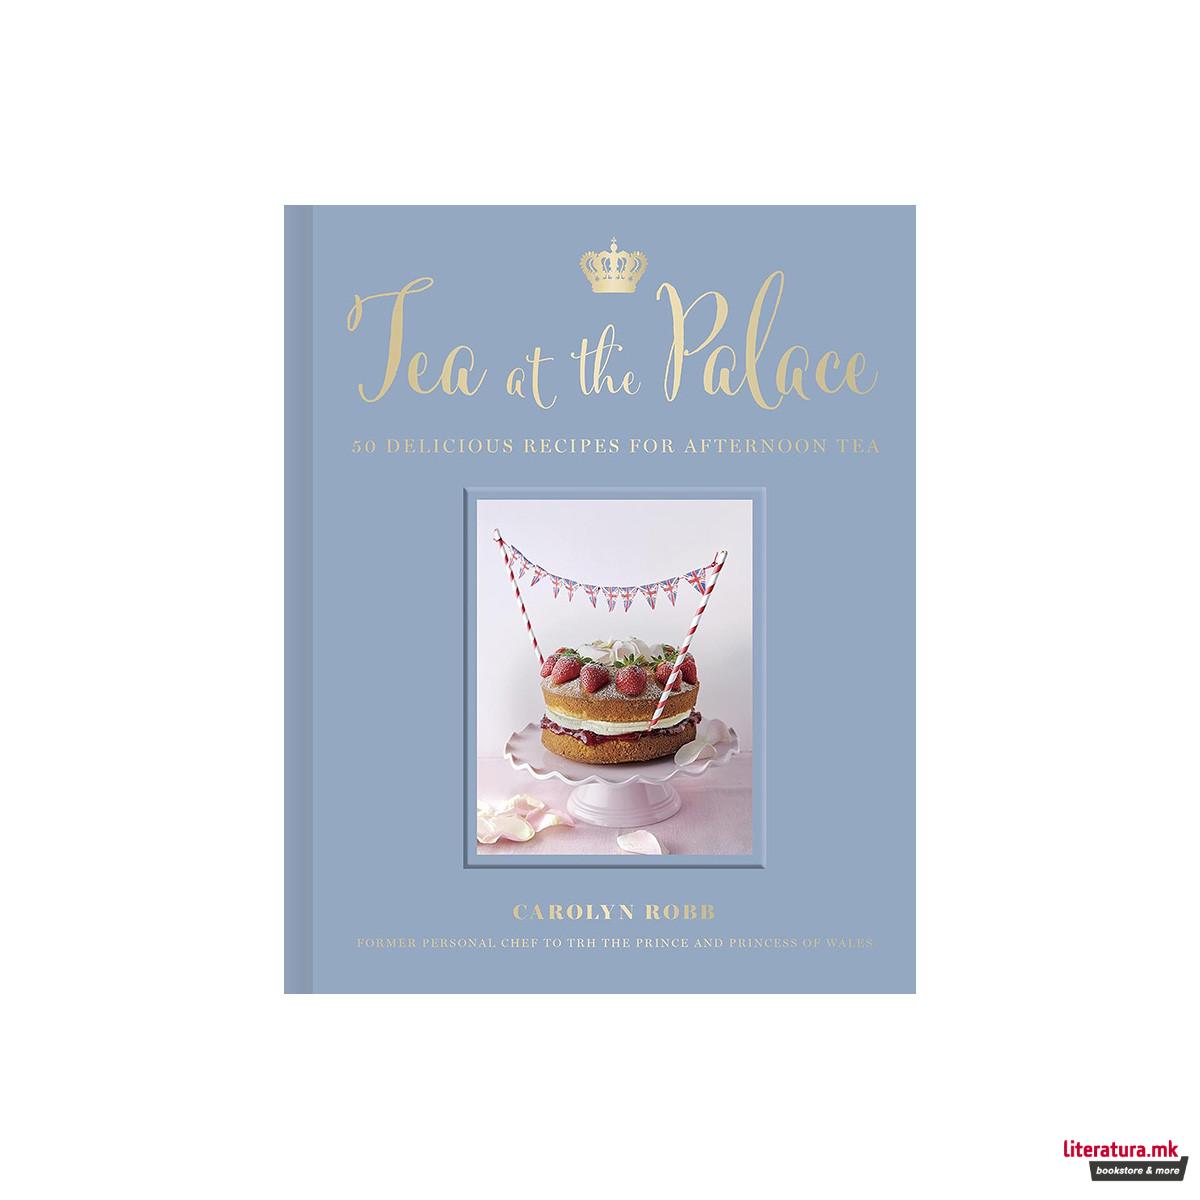 Tea at the Palace
50 DELICIOUS RECIPES FOR AFTERNOON TEA
CAROLYN ROBB
FORMER PERSONAL CHEF TO TRH THE PRINCE AND PRINCESS OF WALES
literatura.mk
bookstore & more